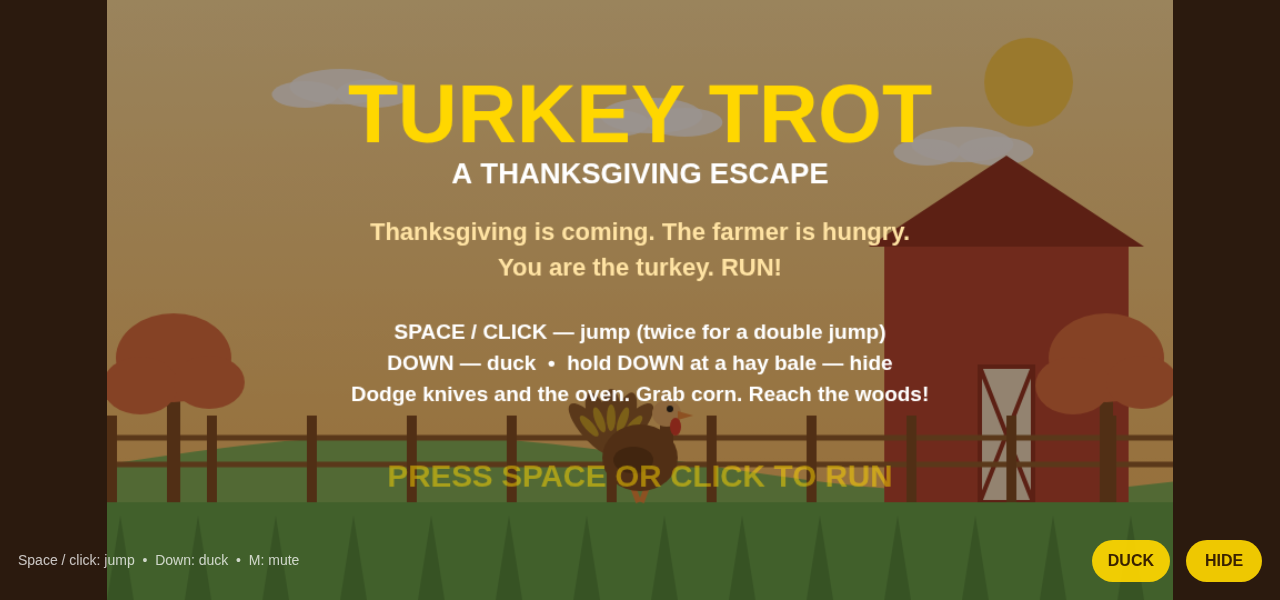 TURKEY TROT
A THANKSGIVING ESCAPE
Thanksgiving is coming. The farmer is hungry.
You are the turkey. RUN!
SPACE / CLICK — jump (twice for a double jump)
DOWN — duck • hold DOWN at a hay bale — hide
Dodge knives and the oven. Grab corn. Reach the woods!
PRESS SPACE OR CLICK TO RUN
Space / click: jump • Down: duck • M: mute
DUCK
HIDE